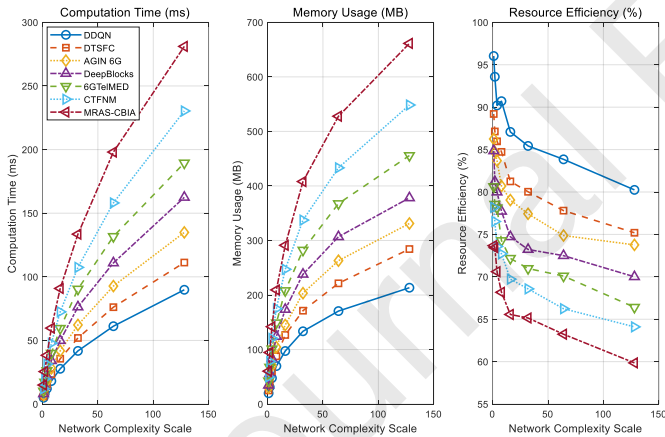 Computation Time (ms)
300
250
200
150
100
50
0
0
50
100
150
Computation Time (ms)
Network Complexity Scale
DDQN
DTSFC
AGIN 6G
DeepBlocks
6GTelMED
CTFNM
MRAS-CBIA
Memory Usage (MB)
700
600
500
400
300
200
100
0
0
50
100
150
Memory Usage (MB)
Network Complexity Scale
Resource Efficiency (%)
100
95
90
85
80
75
70
65
60
55
0
50
100
150
Resource Efficiency (%)
Network Complexity Scale
ournal